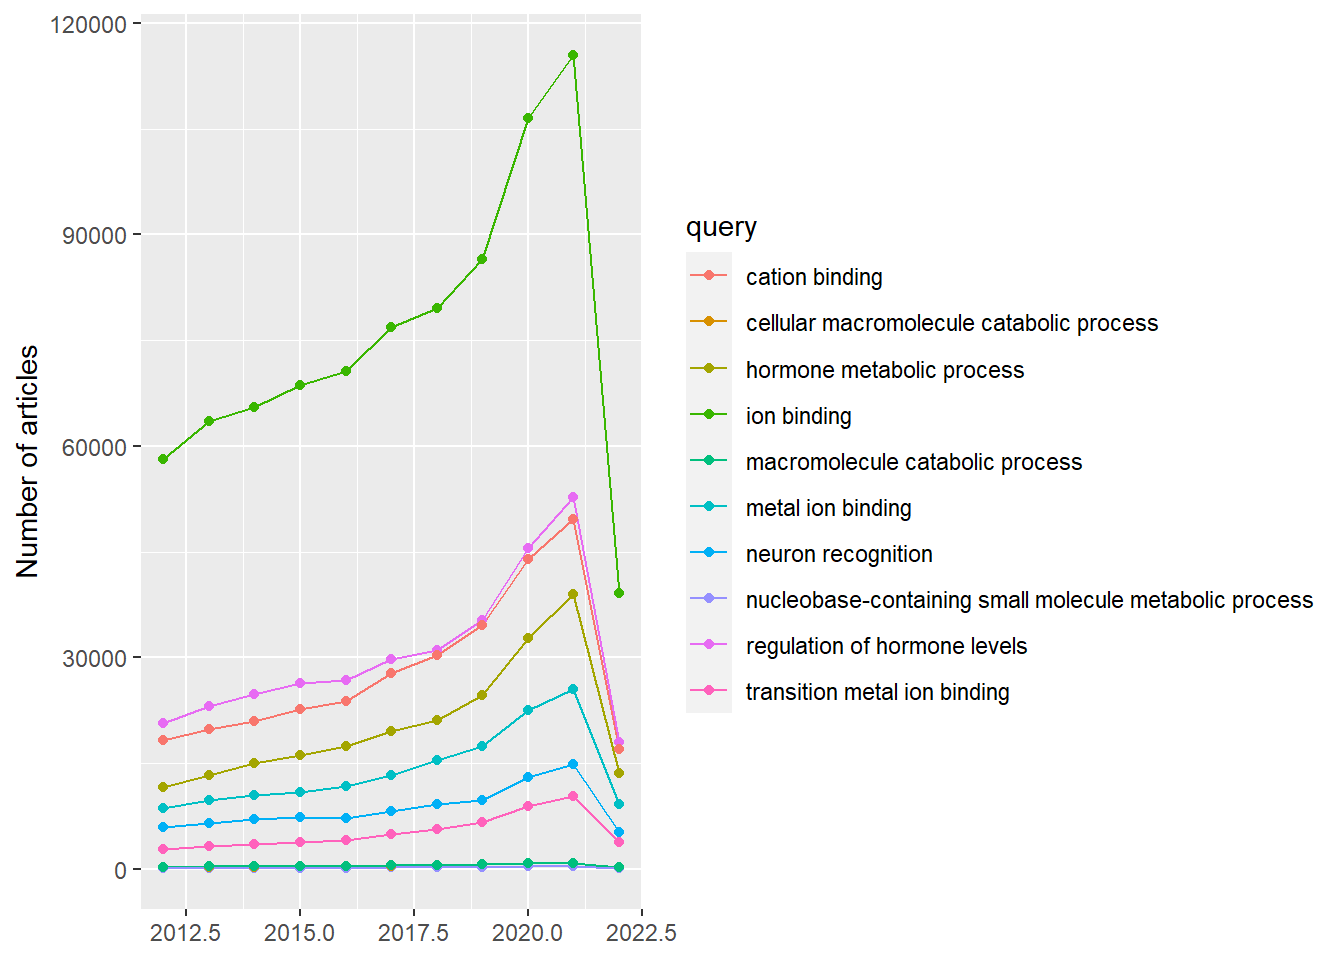 120000
90000
60000
30000
0
Number of articles
2012.5 2015.0 2017.5 2020.0 2022.5
query
cation binding
cellular macromolecule catabolic process
hormone metabolic process
ion binding
macromolecule catabolic process
metal ion binding
neuron recognition
nucleobase-containing small molecule metabolic process
regulation of hormone levels
transition metal ion binding